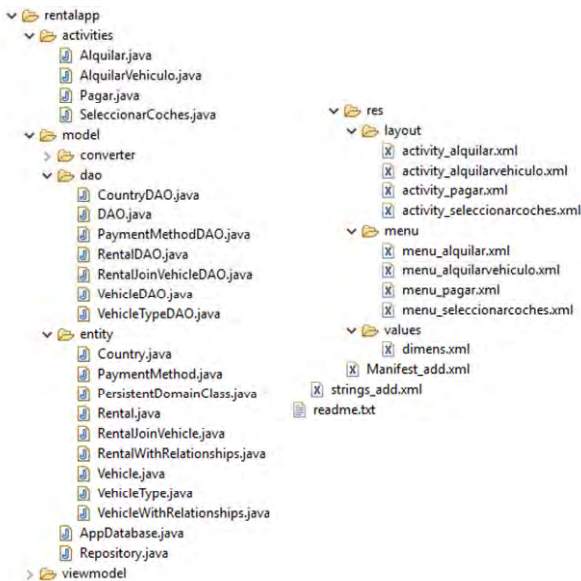 rentalapp
activities
Alquilar.java
AlquilarVehiculo.java
Pagar.java
SeleccionarCoches.java
model
converter
dao
CountryDAO.java
DAO.java
PaymentMethodDAO.java
RentalDAO.java
RentalJoinVehicleDAO.java
VehicleDAO.java
VehicleTypeDAO.java
entity
Country.java
PaymentMethod.java
PersistentDomainClass.java
Rental.java
RentalJoinVehicle.java
RentalWithRelationships.java
Vehicle.java
VehicleType.java
VehicleWithRelationships.java
AppDatabase.java
Repository.java
viewmodel
res
layout
activity_alquilar.xml
activity_alquilarvehiculo.xml
activity_pagar.xml
activity_seleccionarcoches.xml
menu
menu_alquilar.xml
menu_alquilarvehiculo.xml
menu_pagar.xml
menu_seleccionarcoches.xml
values
dimens.xml
Manifest_add.xml
strings_add.xml
readme.txt